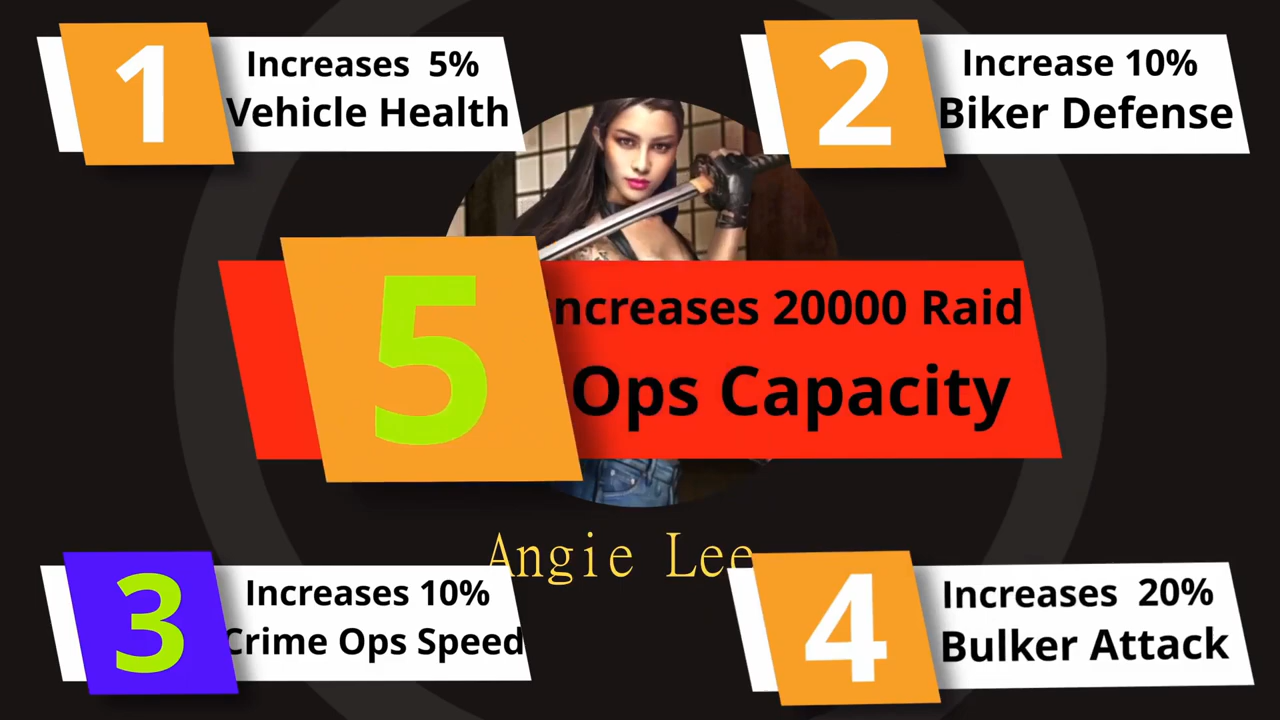 1
Increases 5%
Vehicle Health
2
Increase 10%
Biker Defense
5
ncreases 20000 Raid
Ops Capacity
Angie Lee
3
Increases 10%
Crime Ops Speed
4
Increases 20%
Bulker Attack